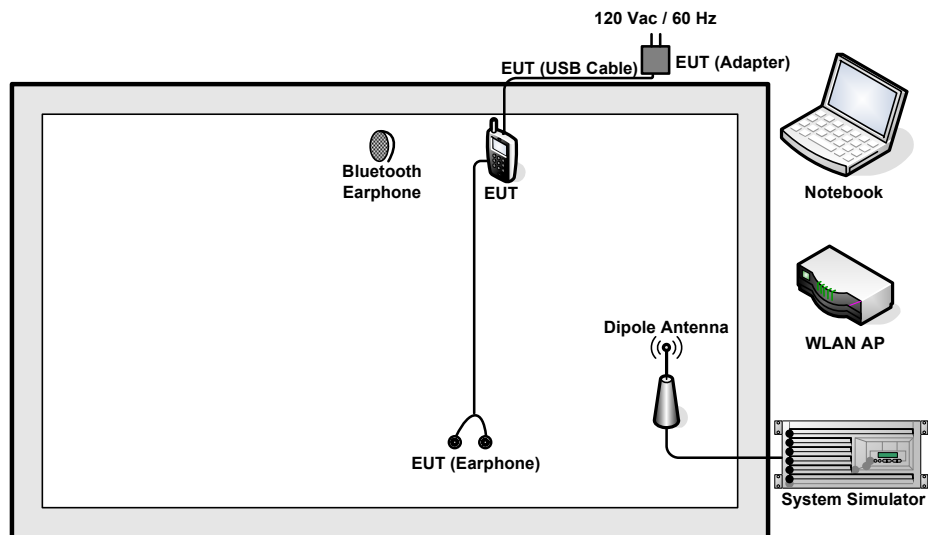 120 Vac / 60 Hz
EUT (USB Cable)
EUT (Adapter)
Bluetooth
Earphone
EUT
Notebook
Dipole Antenna
WLAN AP
EUT (Earphone)
System Simulator